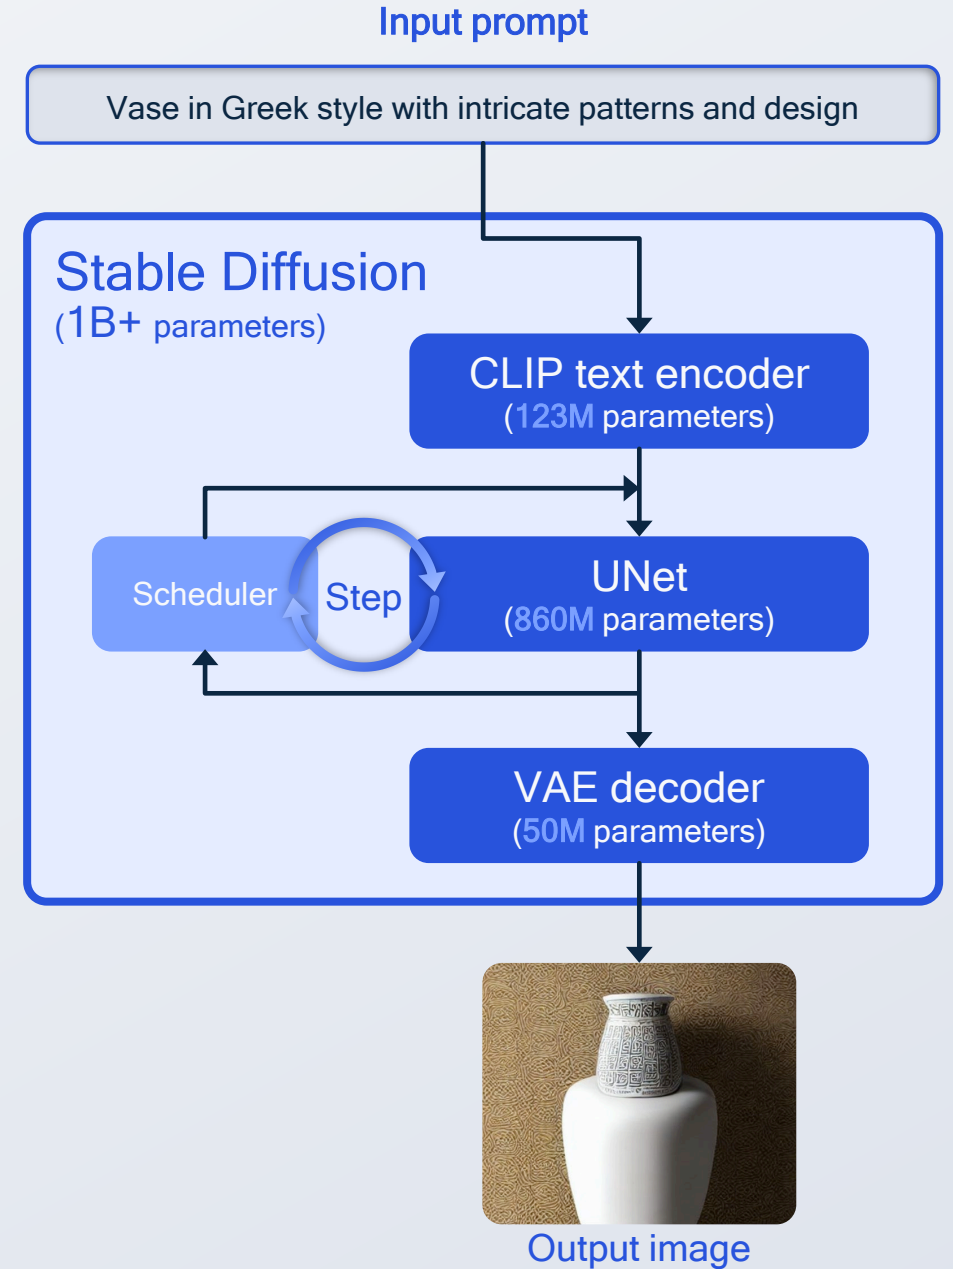 Input prompt
Vase in Greek style with intricate patterns and design
Stable Diffusion
(1B+ parameters)
CLIP text encoder
(123M parameters)
Scheduler
Step
UNet
(860M parameters)
VAE decoder
(50M parameters)
Output image